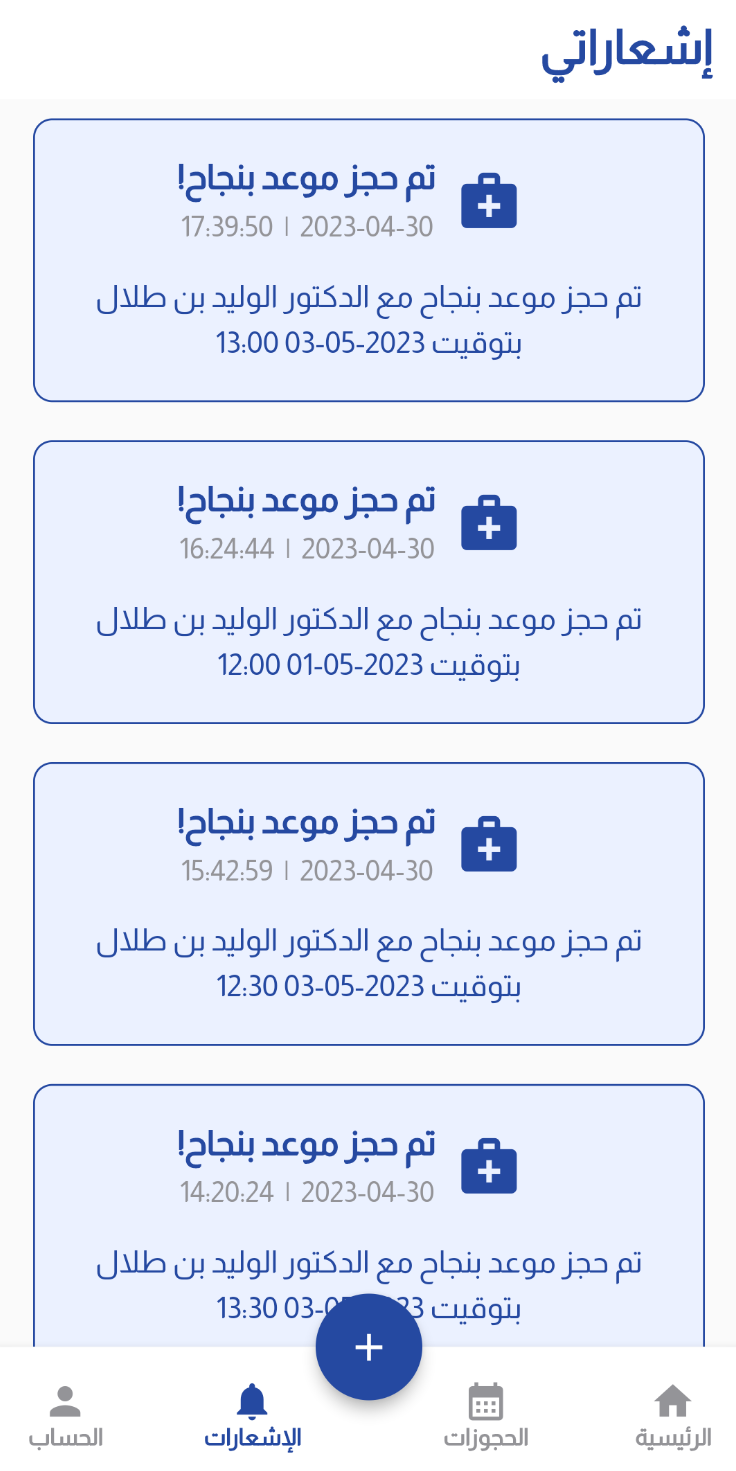 إشعاراتي
تم حجز موعد بنجاح!
2023-04-30 | 17:39:50
تم حجز موعد بنجاح مع الدكتور الوليد بن طلال
بتوقيت 2023-05-03 13:00
تم حجز موعد بنجاح!
2023-04-30 | 16:24:44
تم حجز موعد بنجاح مع الدكتور الوليد بن طلال
بتوقيت 2023-05-01 12:00
تم حجز موعد بنجاح!
2023-04-30 | 15:42:59
تم حجز موعد بنجاح مع الدكتور الوليد بن طلال
بتوقيت 2023-05-03 12:30
تم حجز موعد بنجاح!
2023-04-30 | 14:20:24
تم حجز موعد بنجاح مع الدكتور الوليد بن طلال
بتوقيت 13:30
الرئيسية
الحجوزات
الإشعارات
الحساب